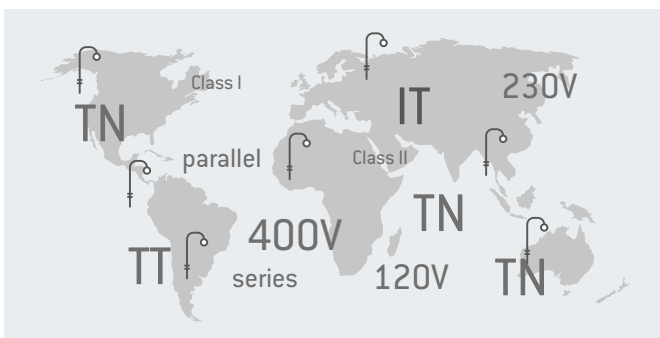 Class I
230V
IT
TN
parallel
Class II
TN
400V
TT
series
120V
TN